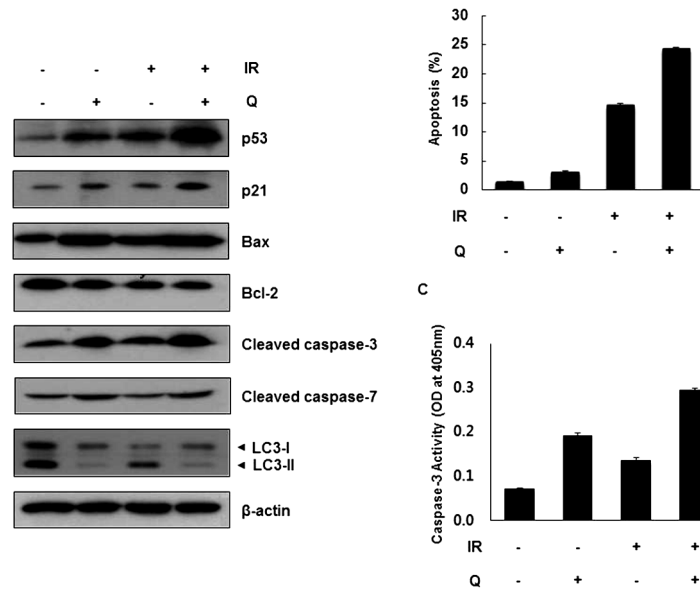 - - + + IR
- + - + Q
p53
p21
Bax
Bcl-2
Cleaved caspase-3
Cleaved caspase-7
LC3-I
LC3-II
β-actin
Apoptosis (%)
30
25
20
15
10
5
0
IR - - + +
Q - + - +
C
Caspase-3 Activity (OD at 405nm)
0.4
0.3
0.2
0.1
0.0
IR - - + +
Q - + - +